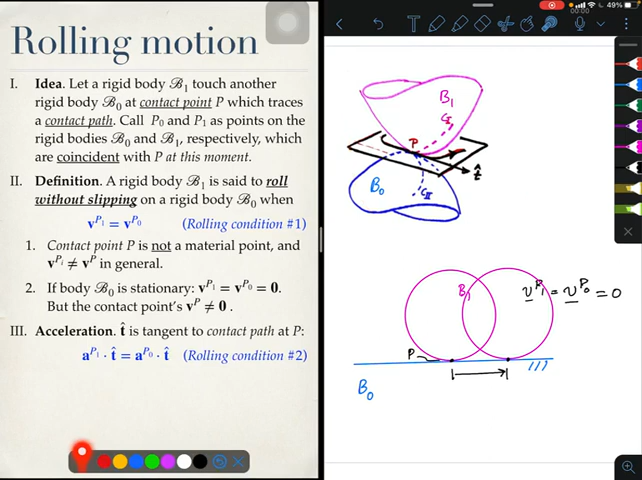 49%
00:00
Rolling motion
I. Idea. Let a rigid body ℬ₁ touch another
rigid body ℬ₀ at contact point P which traces
a contact path. Call P₀ and P₁ as points on the
rigid bodies ℬ₀ and ℬ₁, respectively, which
are coincident with P at this moment.
II. Definition. A rigid body ℬ₁ is said to roll
without slipping on a rigid body ℬ₀ when
v^P₁ = v^P₀ (Rolling condition #1)
1. Contact point P is not a material point, and
v^P₁ ≠ v^P in general.
2. If body ℬ₀ is stationary: v^P₁ = v^P₀ = 0.
But the contact point's v^P ≠ 0 .
III. Acceleration. t̂ is tangent to contact path at P:
a^P₁ · t̂ = a^P₀ · t̂ (Rolling condition #2)
B₁
C_I
P
t̂
B₀
C_II
B₁
v^P₁ = v^P₀ = 0
P
B₀